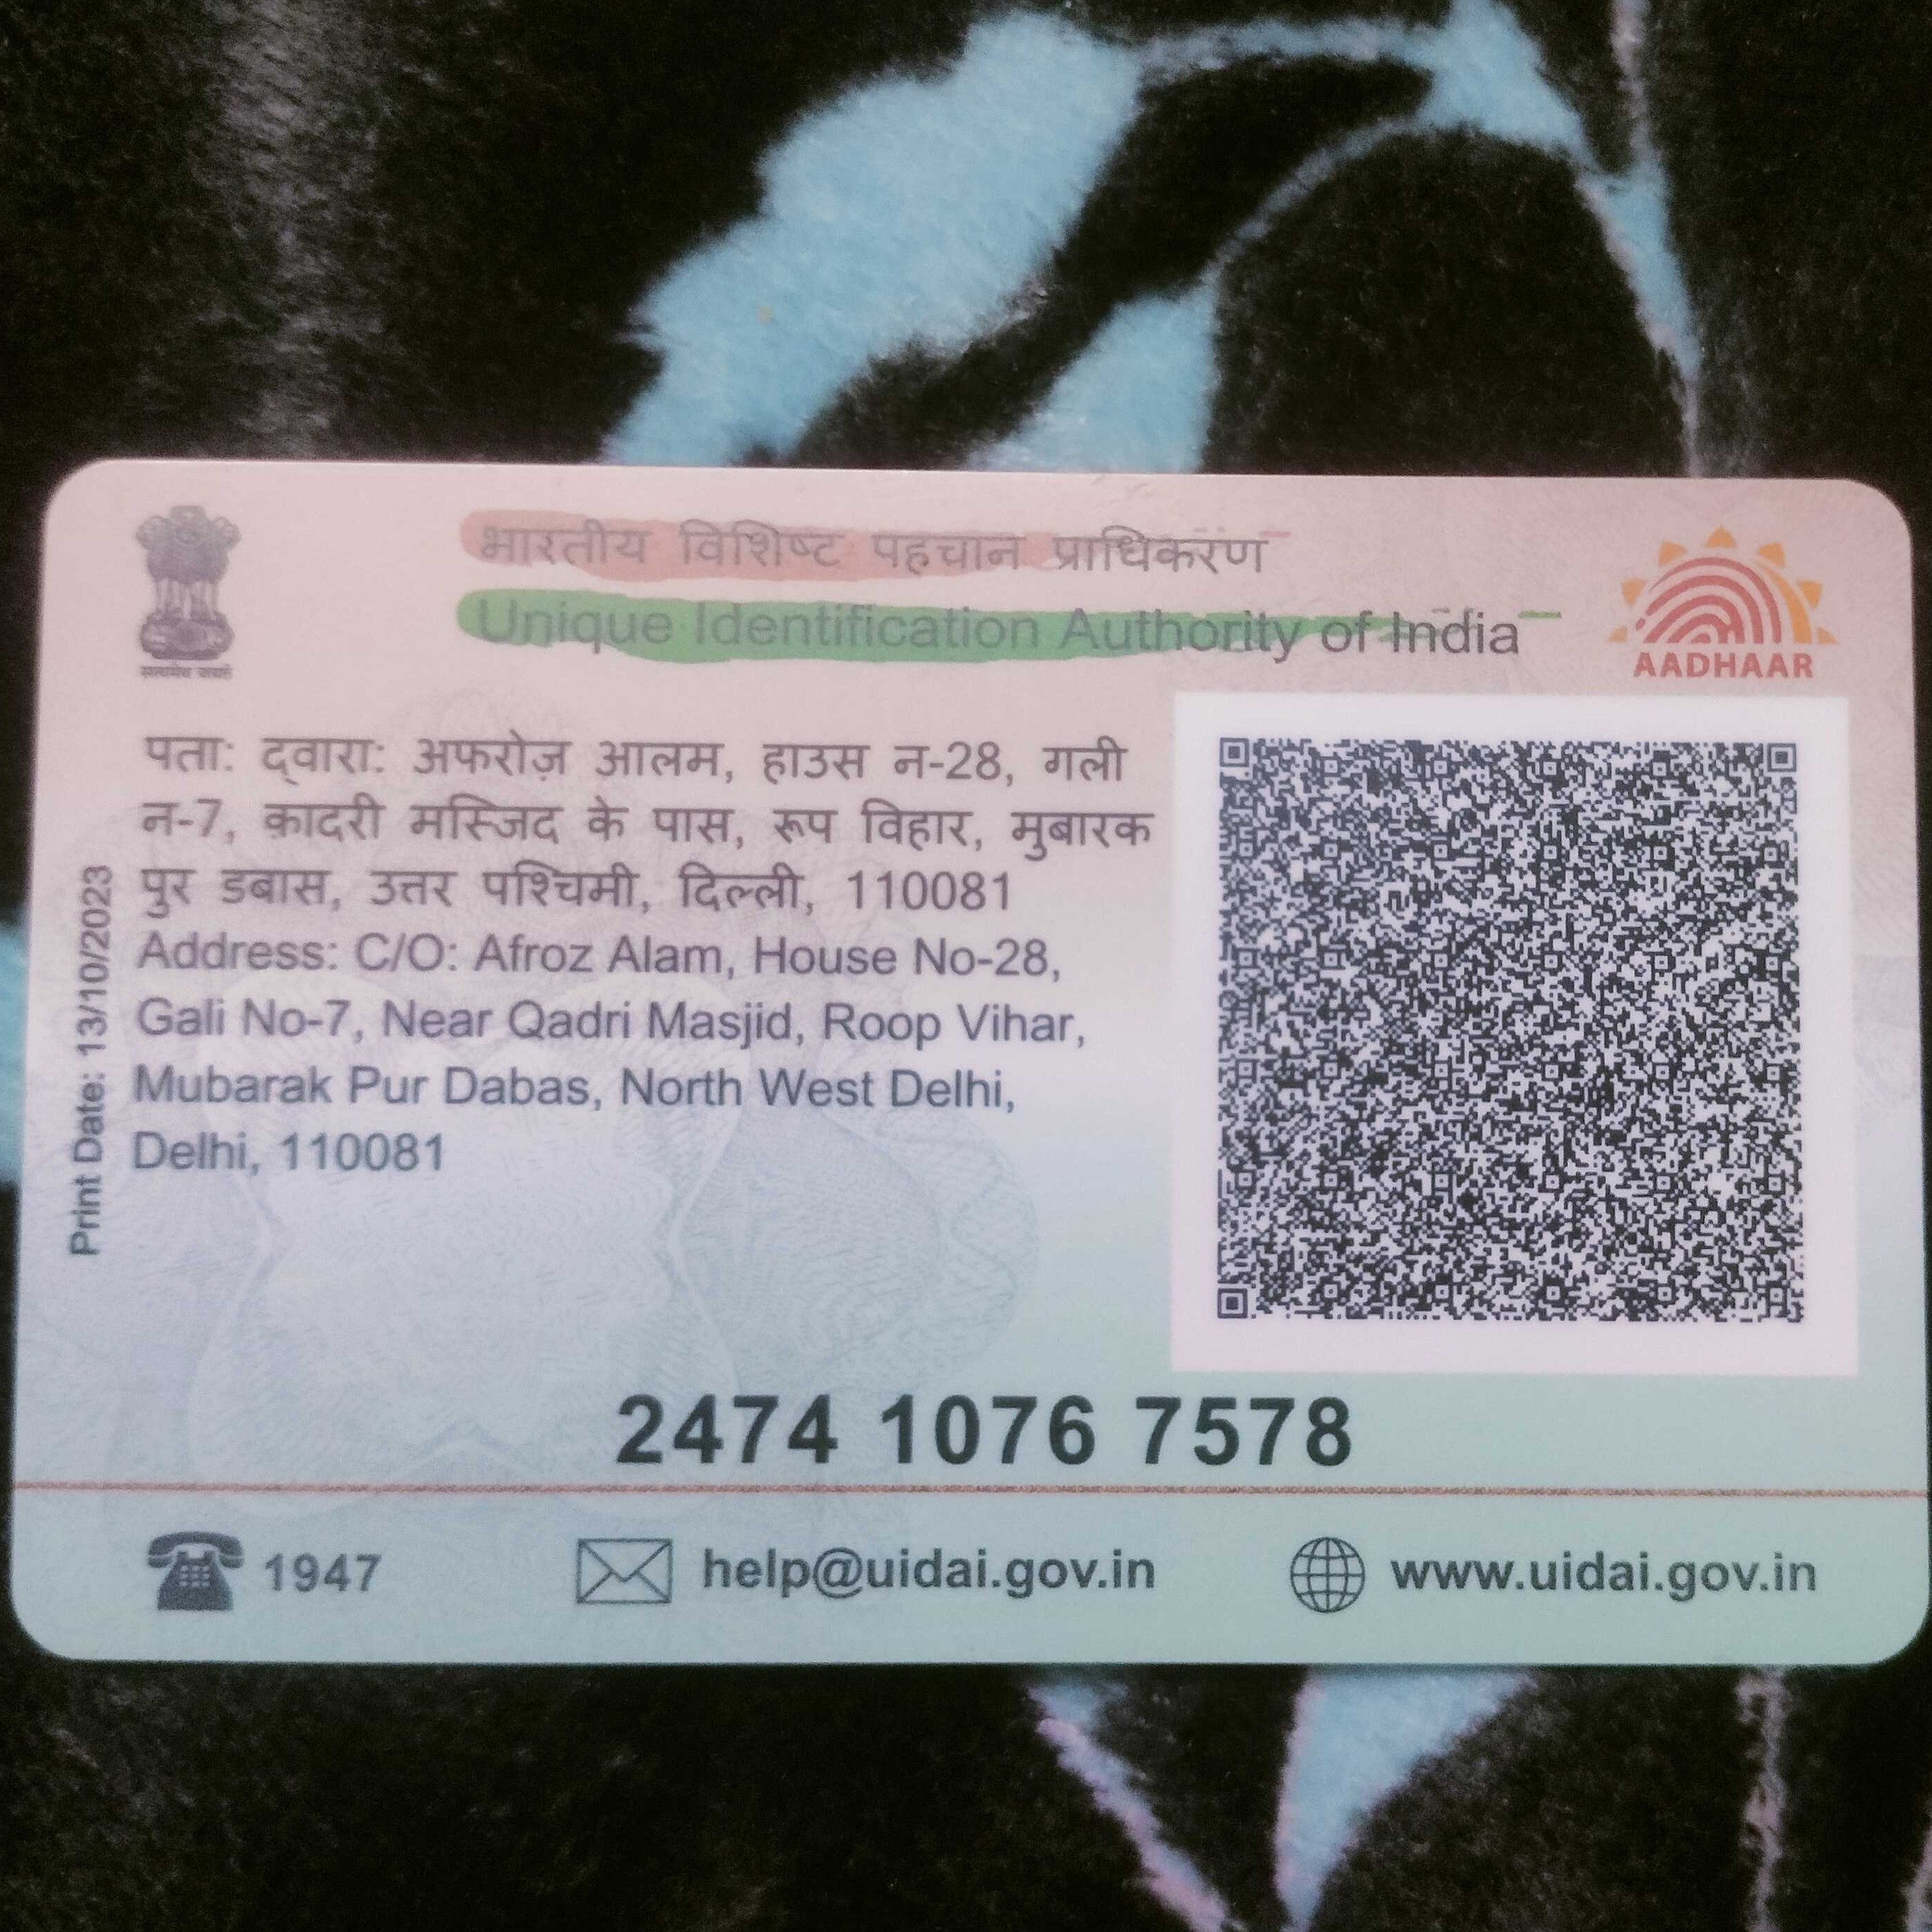 भारतीय विशिष्ट पहचान प्राधिकरण
Unique Identification Authority of India
AADHAAR
पता: द्वारा: अफरोज़ आलम, हाउस न-28, गली
न-7, क़ादरी मस्जिद के पास, रूप विहार, मुबारक
पुर डबास, उत्तर पश्चिमी, दिल्ली, 110081
Address: C/O: Afroz Alam, House No-28,
Gali No-7, Near Qadri Masjid, Roop Vihar,
Mubarak Pur Dabas, North West Delhi,
Delhi, 110081
Print Date: 13/10/2023
2474 1076 7578
1947
help@uidai.gov.in
www.uidai.gov.in